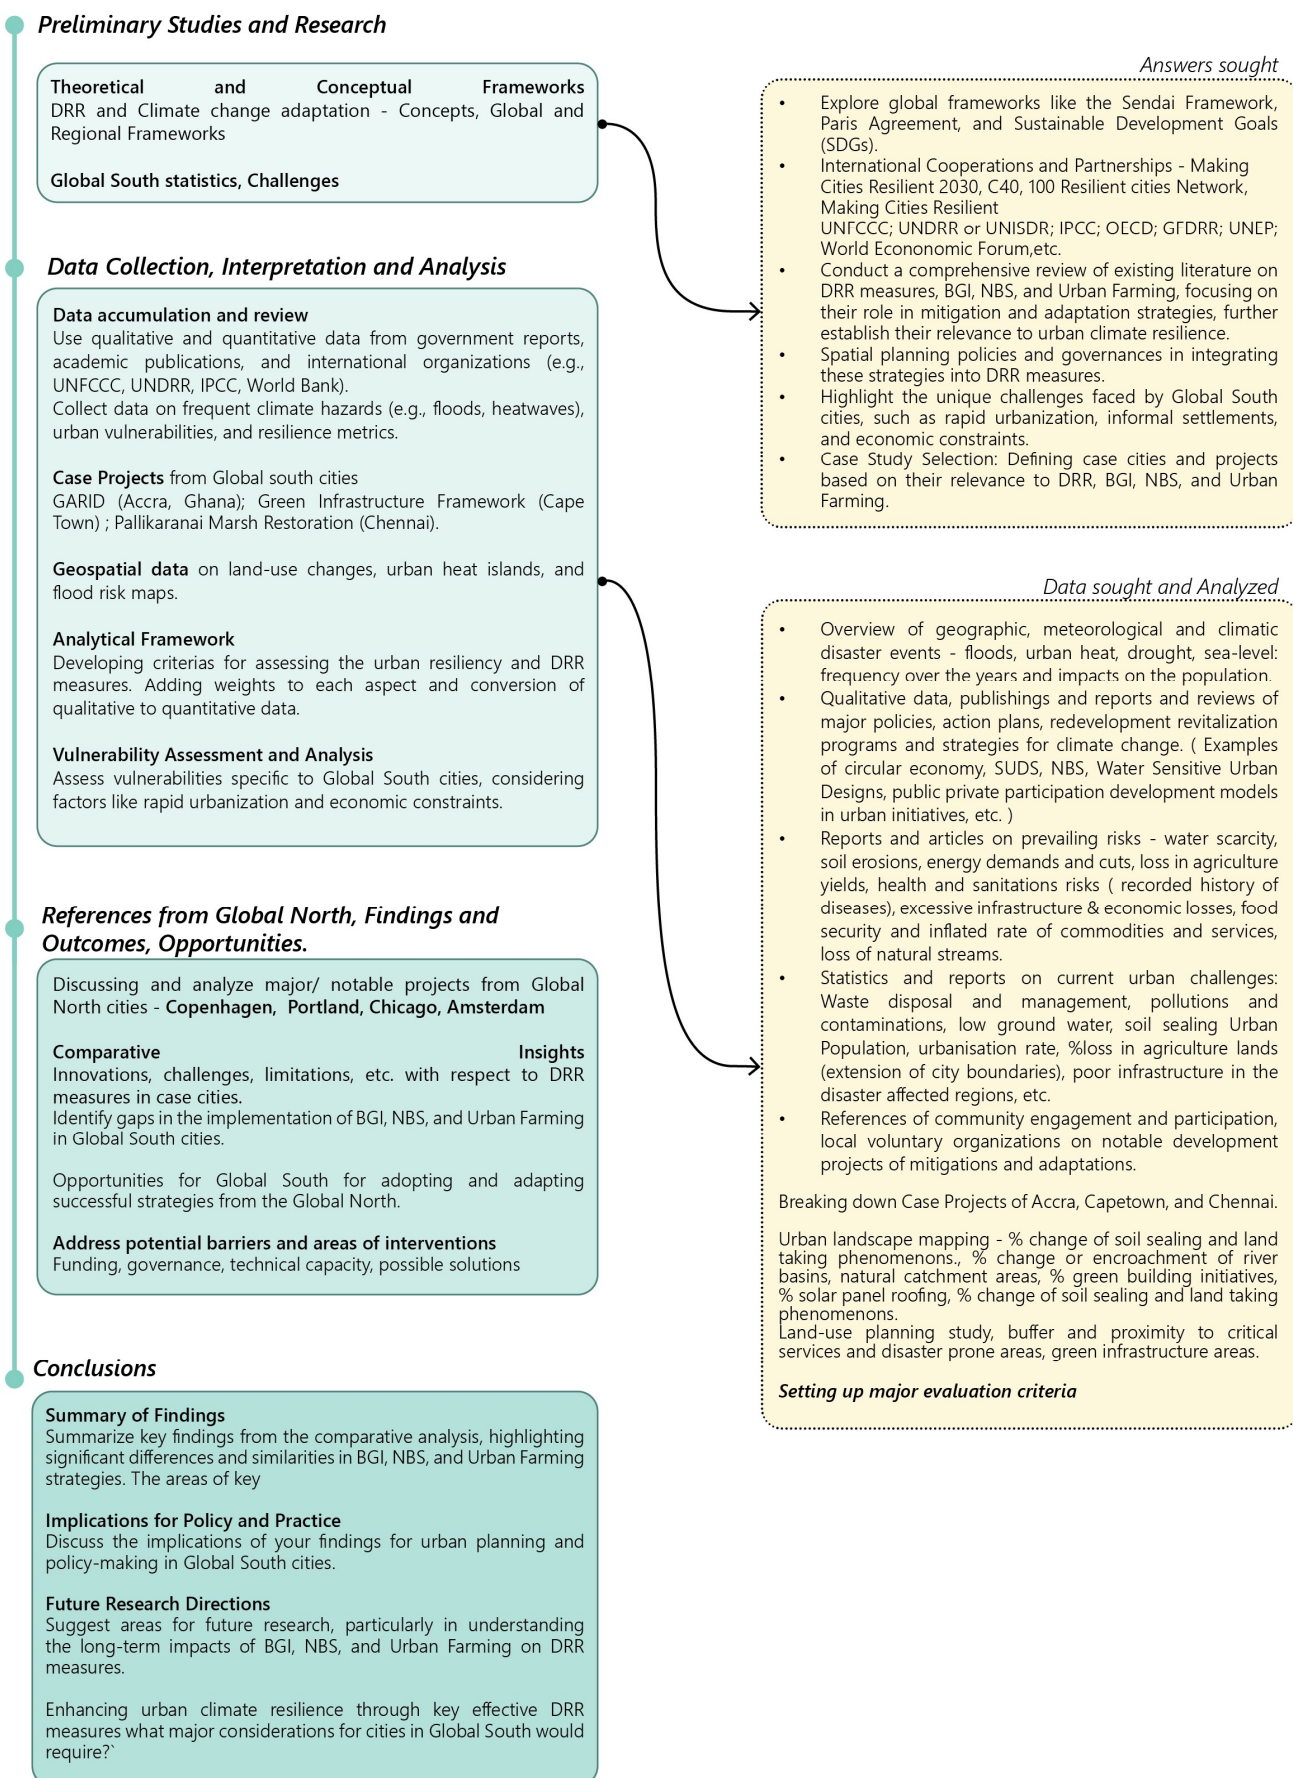 Preliminary Studies and Research
Theoretical and Conceptual Frameworks
DRR and Climate change adaptation - Concepts, Global and
Regional Frameworks
Global South statistics, Challenges
Answers sought
• Explore global frameworks like the Sendai Framework,
Paris Agreement, and Sustainable Development Goals
(SDGs).
• International Cooperations and Partnerships - Making
Cities Resilient 2030, C40, 100 Resilient cities Network,
Making Cities Resilient
UNFCCC; UNDRR or UNISDR; IPCC; OECD; GFDRR; UNEP;
World Econonomic Forum,etc.
• Conduct a comprehensive review of existing literature on
DRR measures, BGI, NBS, and Urban Farming, focusing on
their role in mitigation and adaptation strategies, further
establish their relevance to urban climate resilience.
• Spatial planning policies and governances in integrating
these strategies into DRR measures.
• Highlight the unique challenges faced by Global South
cities, such as rapid urbanization, informal settlements,
and economic constraints.
• Case Study Selection: Defining case cities and projects
based on their relevance to DRR, BGI, NBS, and Urban
Farming.
Data Collection, Interpretation and Analysis
Data accumulation and review
Use qualitative and quantitative data from government reports,
academic publications, and international organizations (e.g.,
UNFCCC, UNDRR, IPCC, World Bank).
Collect data on frequent climate hazards (e.g., floods, heatwaves),
urban vulnerabilities, and resilience metrics.
Case Projects from Global south cities
GARID (Accra, Ghana); Green Infrastructure Framework (Cape
Town) ; Pallikaranai Marsh Restoration (Chennai).
Geospatial data on land-use changes, urban heat islands, and
flood risk maps.
Analytical Framework
Developing criterias for assessing the urban resiliency and DRR
measures. Adding weights to each aspect and conversion of
qualitative to quantitative data.
Vulnerability Assessment and Analysis
Assess vulnerabilities specific to Global South cities, considering
factors like rapid urbanization and economic constraints.
Data sought and Analyzed
• Overview of geographic, meteorological and climatic
disaster events - floods, urban heat, drought, sea-level:
frequency over the years and impacts on the population.
• Qualitative data, publishings and reports and reviews of
major policies, action plans, redevelopment revitalization
programs and strategies for climate change. ( Examples
of circular economy, SUDS, NBS, Water Sensitive Urban
Designs, public private participation development models
in urban initiatives, etc. )
• Reports and articles on prevailing risks - water scarcity,
soil erosions, energy demands and cuts, loss in agriculture
yields, health and sanitations risks ( recorded history of
diseases), excessive infrastructure & economic losses, food
security and inflated rate of commodities and services,
loss of natural streams.
• Statistics and reports on current urban challenges:
Waste disposal and management, pollutions and
contaminations, low ground water, soil sealing Urban
Population, urbanisation rate, %loss in agriculture lands
(extension of city boundaries), poor infrastructure in the
disaster affected regions, etc.
• References of community engagement and participation,
local voluntary organizations on notable development
projects of mitigations and adaptations.
Breaking down Case Projects of Accra, Capetown, and Chennai.
Urban landscape mapping - % change of soil sealing and land
taking phenomenons., % change or encroachment of river
basins, natural catchment areas, % green building initiatives,
% solar panel roofing, % change of soil sealing and land taking
phenomenons.
Land-use planning study, buffer and proximity to critical
services and disaster prone areas, green infrastructure areas.
Setting up major evaluation criteria
References from Global North, Findings and
Outcomes, Opportunities.
Discussing and analyze major/ notable projects from Global
North cities - Copenhagen, Portland, Chicago, Amsterdam
Comparative Insights
Innovations, challenges, limitations, etc. with respect to DRR
measures in case cities.
Identify gaps in the implementation of BGI, NBS, and Urban Farming
in Global South cities.
Opportunities for Global South for adopting and adapting
successful strategies from the Global North.
Address potential barriers and areas of interventions
Funding, governance, technical capacity, possible solutions
Conclusions
Summary of Findings
Summarize key findings from the comparative analysis, highlighting
significant differences and similarities in BGI, NBS, and Urban Farming
strategies. The areas of key
Implications for Policy and Practice
Discuss the implications of your findings for urban planning and
policy-making in Global South cities.
Future Research Directions
Suggest areas for future research, particularly in understanding
the long-term impacts of BGI, NBS, and Urban Farming on DRR
measures.
Enhancing urban climate resilience through key effective DRR
measures what major considerations for cities in Global South would
require?`